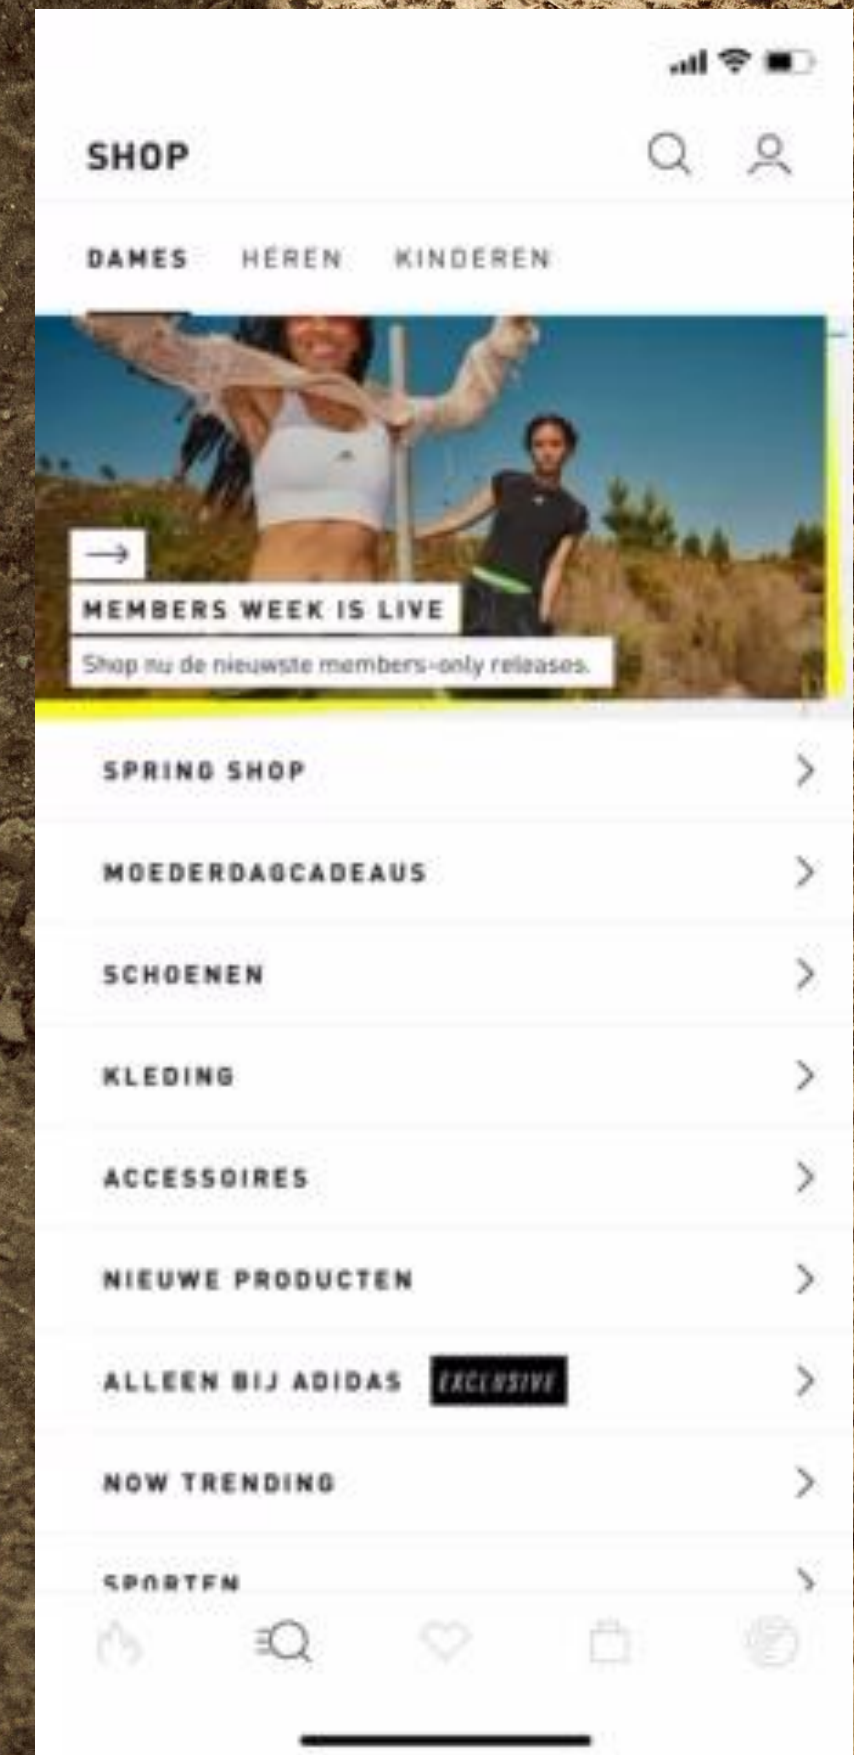 SHOP
DAMES HEREN KINDEREN
MEMBERS WEEK IS LIVE
Shop nu de nieuwste members-only releases.
SPRING SHOP
MOEDERDAGCADEAUS
SCHOENEN
KLEDING
ACCESSOIRES
NIEUWE PRODUCTEN
ALLEEN BIJ ADIDAS EXCLUSIVE
NOW TRENDING
SPORTEN